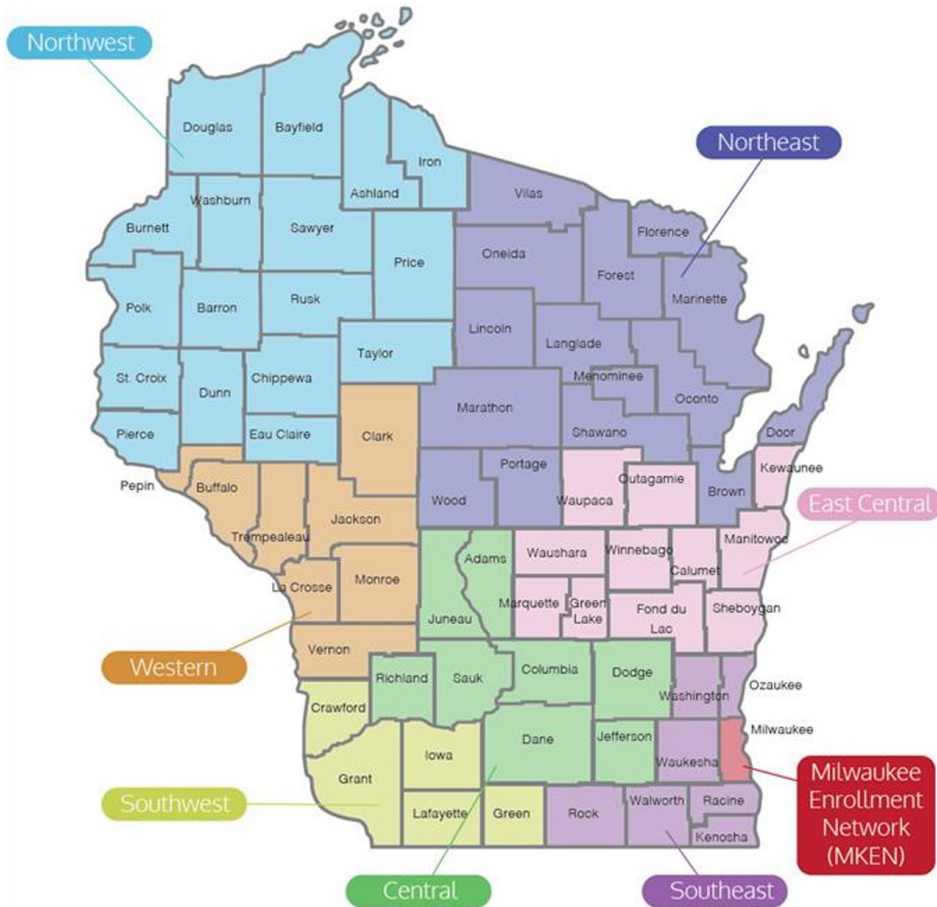 Northwest
Douglas
Bayfield
Iron
Ashland
Northeast
Washburn
Vilas
Burnett
Sawyer
Florence
Price
Oneida
Forest
Rusk
Marinette
Polk
Barron
Lincoln
Langlade
Taylor
St. Croix
Chippewa
Menominee
Dunn
Oconto
Marathon
Pierce
Eau Claire
Clark
Shawano
Door
Portage
Kewaunee
Pepin
Buffalo
Outagamie
Waupaca
Brown
Wood
East Central
Jackson
Manitowoc
Trempealeau
Adams
Waushara
Winnebago
Calumet
La Crosse
Monroe
Marquette
Green
Lake
Sheboygan
Juneau
Fond du
Lac
Vernon
Western
Richland
Sauk
Columbia
Dodge
Washington
Ozaukee
Crawford
Milwaukee
Iowa
Dane
Jefferson
Waukesha
Grant
Milwaukee
Enrollment
Network
(MKEN)
Southwest
Lafayette
Green
Rock
Walworth
Racine
Kenosha
Central
Southeast